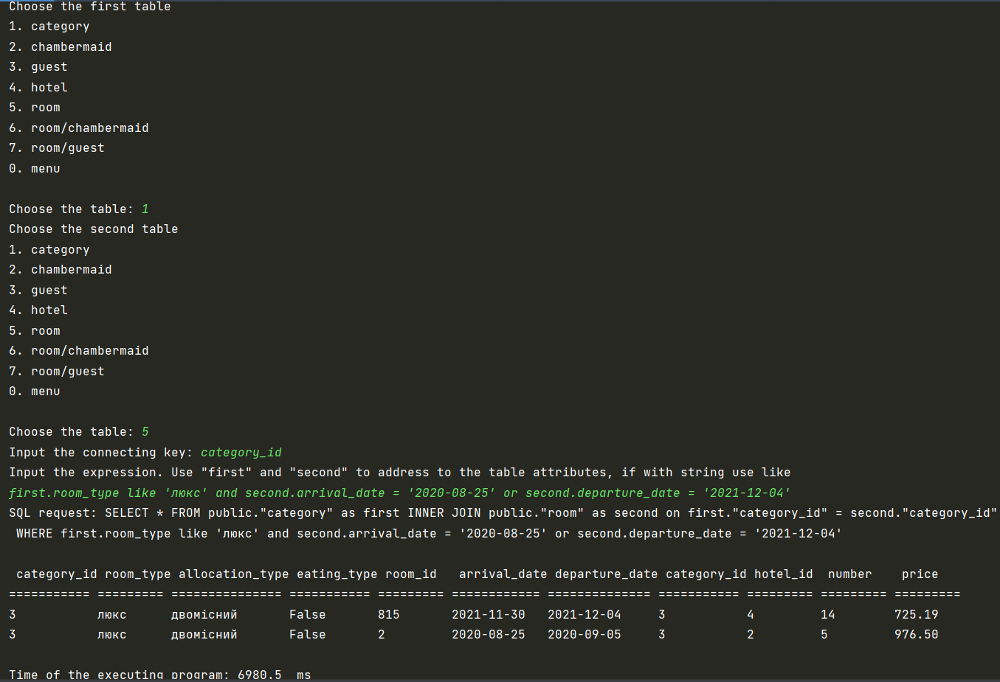 Choose the first table
1. category
2. chambermaid
3. guest
4. hotel
5. room
6. room/chambermaid
7. room/guest
0. menu
Choose the table: 1
Choose the second table
1. category
2. chambermaid
3. guest
4. hotel
5. room
6. room/chambermaid
7. room/guest
0. menu
Choose the table: 5
Input the connecting key: category_id
Input the expression. Use "first" and "second" to address to the table attributes, if with string use like
first.room_type like 'люкс' and second.arrival_date = '2020-08-25' or second.departure_date = '2021-12-04'
SQL request: SELECT * FROM public."category" as first INNER JOIN public."room" as second on first."category_id" = second."category_id"
WHERE first.room_type like 'люкс' and second.arrival_date = '2020-08-25' or second.departure_date = '2021-12-04'
category_id room_type allocation_type eating_type room_id arrival_date departure_date category_id hotel_id number price
=========== ========= =============== =========== ========= ============ ============== =========== ========= ========= =========
3 люкс двомісний False 815 2021-11-30 2021-12-04 3 4 14 725.19
3 люкс двомісний False 2 2020-08-25 2020-09-05 3 2 5 976.50
Time of the executing program: 6980.5 ms